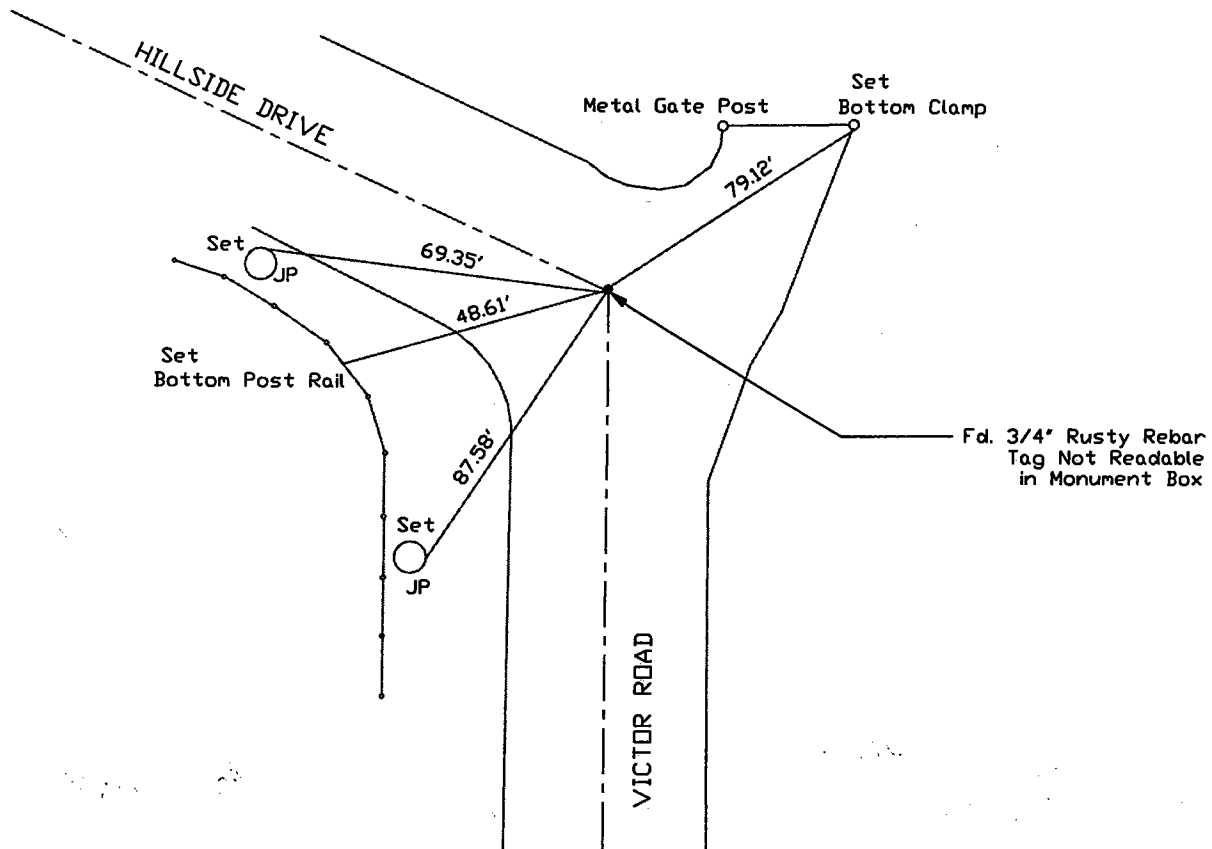 HILLSIDE DRIVE
Set
Bottom Clamp
Metal Gate Post
79.12'
Set
JP
69.35'
48.61'
Set
Bottom Post Rail
87.58'
Set
JP
Fd. 3/4" Rusty Rebar
Tag Not Readable
in Monument Box
VICTOR ROAD